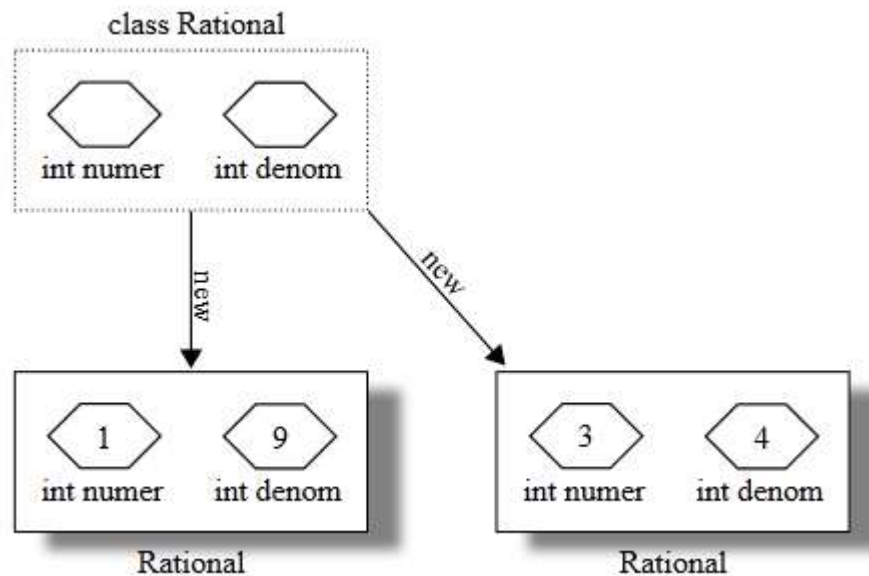 class Rational
int numer int denom
new
new
1 9
int numer int denom
Rational
3 4
int numer int denom
Rational